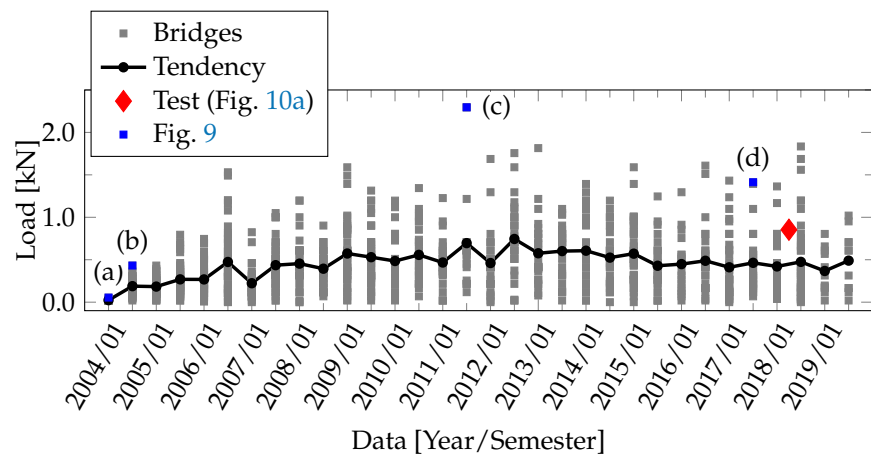 Bridges
Tendency
Test (Fig. 10a)
Fig. 9
(a)
(b)
(c)
(d)
Load [kN]
2.0
1.0
0.0
2004/01
2005/01
2006/01
2007/01
2008/01
2009/01
2010/01
2011/01
2012/01
2013/01
2014/01
2015/01
2016/01
2017/01
2018/01
2019/01
Data [Year/Semester]